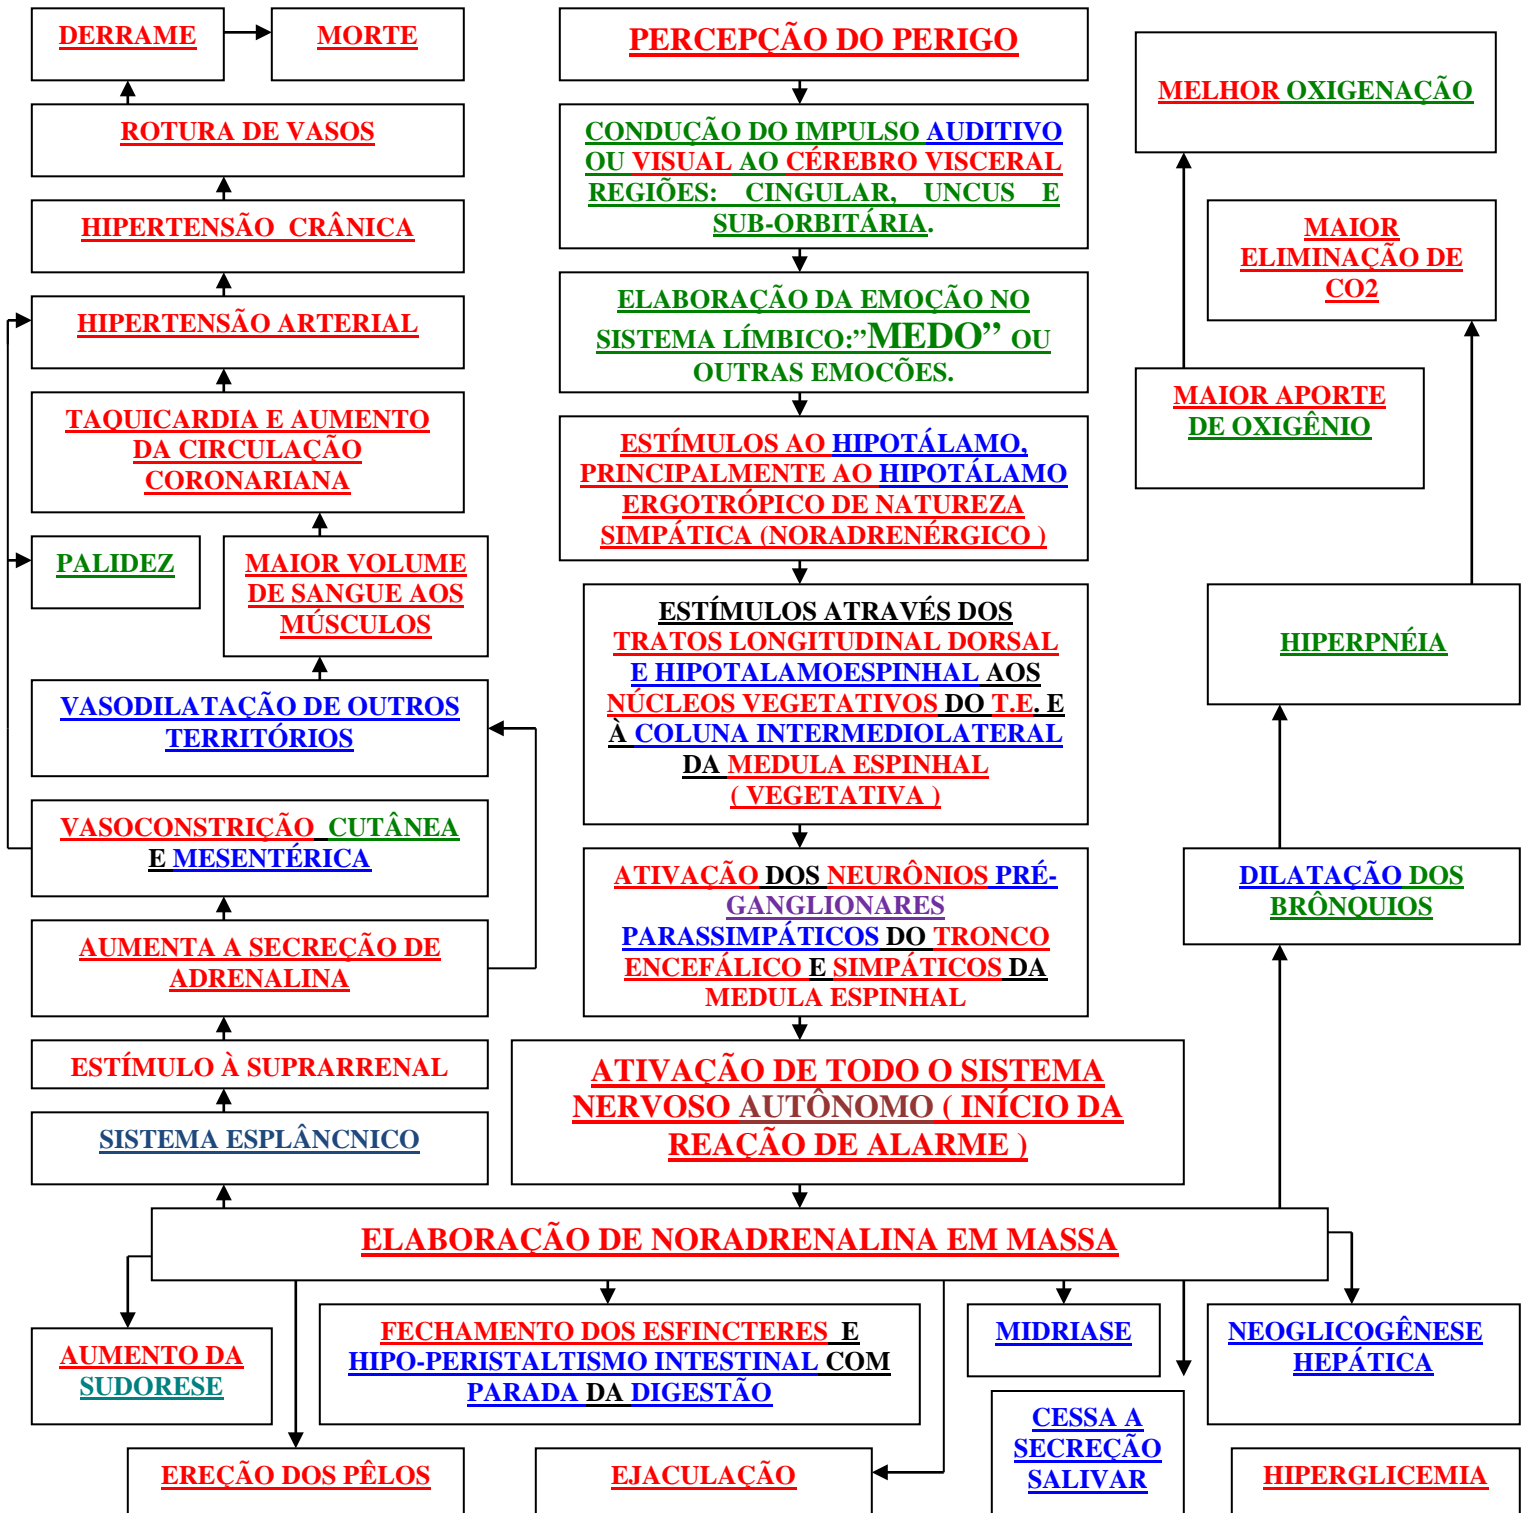 DERRAME
MORTE
ROTURA DE VASOS
HIPERTENSÃO CRÂNICA
HIPERTENSÃO ARTERIAL
TAQUICARDIA E AUMENTO
DA CIRCULAÇÃO
CORONARIANA
PALIDEZ
MAIOR VOLUME
DE SANGUE AOS
MÚSCULOS
VASODILATAÇÃO DE OUTROS
TERRITÓRIOS
VASOCONSTRIÇÃO CUTÂNEA
E MESENTÉRICA
AUMENTA A SECREÇÃO DE
ADRENALINA
ESTÍMULO À SUPRARRENAL
SISTEMA ESPLÂNCNICO
PERCEPÇÃO DO PERIGO
CONDUÇÃO DO IMPULSO AUDITIVO
OU VISUAL AO CÉREBRO VISCERAL
REGIÕES: CINGULAR, UNCUS E
SUB-ORBITÁRIA.
ELABORAÇÃO DA EMOÇÃO NO
SISTEMA LÍMBICO:”MEDO” OU
OUTRAS EMOCÕES.
ESTÍMULOS AO HIPOTÁLAMO,
PRINCIPALMENTE AO HIPOTÁLAMO
ERGOTRÓPICO DE NATUREZA
SIMPÁTICA (NORADRENÉRGICO )
ESTÍMULOS ATRAVÉS DOS
TRATOS LONGITUDINAL DORSAL
E HIPOTALAMOESPINHAL AOS
NÚCLEOS VEGETATIVOS DO T.E. E
À COLUNA INTERMEDIOLATERAL
DA MEDULA ESPINHAL
( VEGETATIVA )
ATIVAÇÃO DOS NEURÔNIOS PRÉ-
GANGLIONARES
PARASSIMPÁTICOS DO TRONCO
ENCEFÁLICO E SIMPÁTICOS DA
MEDULA ESPINHAL
ATIVAÇÃO DE TODO O SISTEMA
NERVOSO AUTÔNOMO ( INÍCIO DA
REAÇÃO DE ALARME )
MELHOR OXIGENAÇÃO
MAIOR
ELIMINAÇÃO DE
CO2
MAIOR APORTE
DE OXIGÊNIO
HIPERPNÉIA
DILATAÇÃO DOS
BRÔNQUIOS
ELABORAÇÃO DE NORADRENALINA EM MASSA
AUMENTO DA
SUDORESE
FECHAMENTO DOS ESFINCTERES E
HIPO-PERISTALTISMO INTESTINAL COM
PARADA DA DIGESTÃO
MIDRIASE
NEOGLICOGÊNESE
HEPÁTICA
EREÇÃO DOS PÊLOS
EJACULAÇÃO
CESSA A
SECREÇÃO
SALIVAR
HIPERGLICEMIA